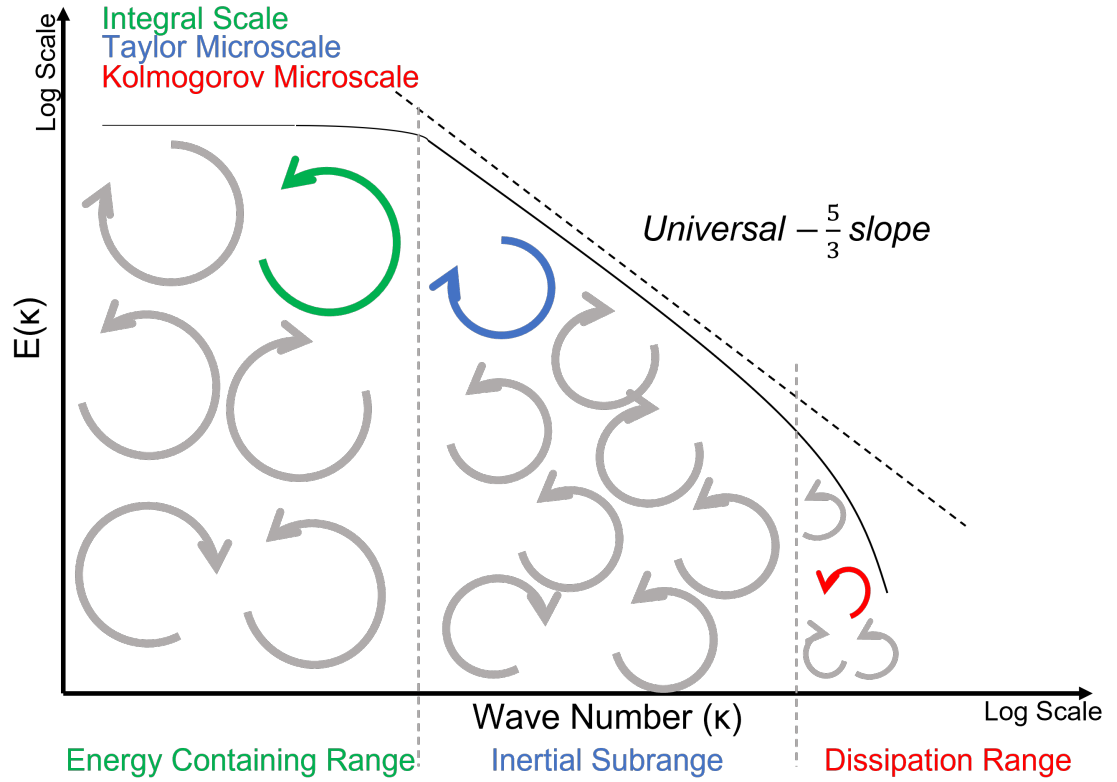 Integral Scale
Taylor Microscale
Kolmogorov Microscale
Log Scale
Universal − 5/3 slope
E(κ)
Wave Number (κ)
Log Scale
Energy Containing Range
Inertial Subrange
Dissipation Range